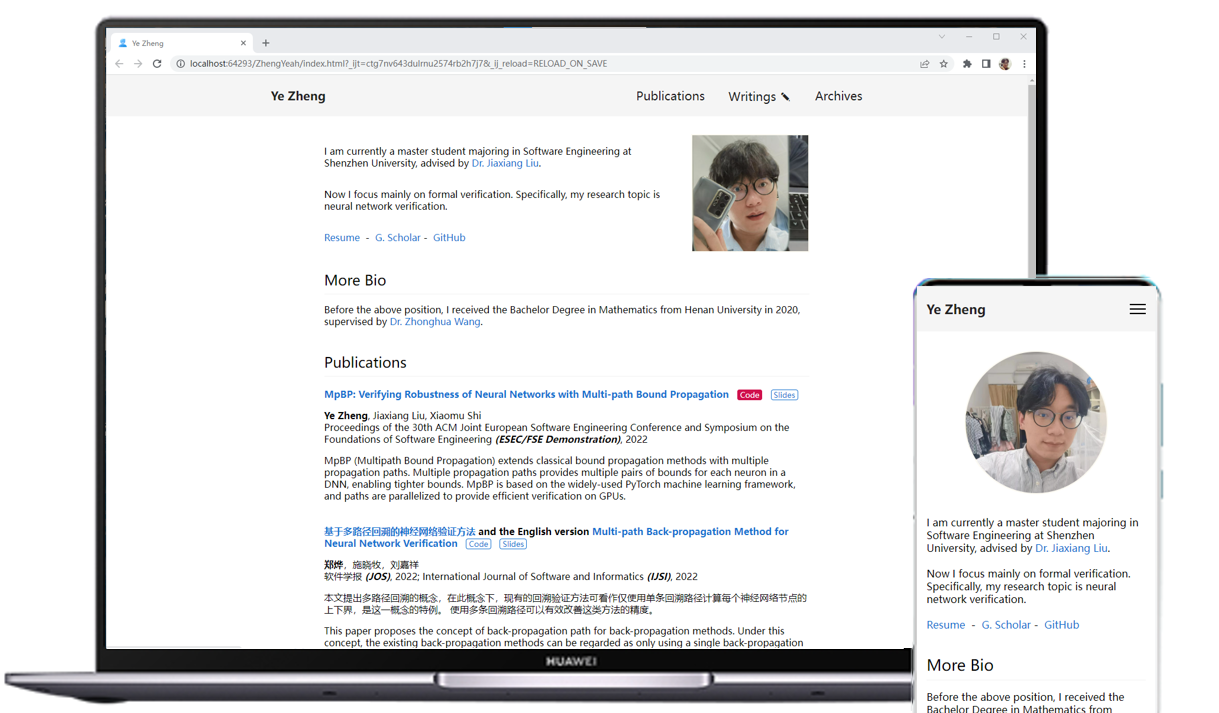 Ye Zheng
localhost:64293/ZhengYeah/index.html?_ijt=ctg7nv643dulrnu2574rb2h7j7&_ij_reload=RELOAD_ON_SAVE
Ye Zheng
Publications
Writings
Archives
I am currently a master student majoring in Software Engineering at
Shenzhen University, advised by Dr. Jiaxiang Liu.
Now I focus mainly on formal verification. Specifically, my research topic is
neural network verification.
Resume - G. Scholar - GitHub
More Bio
Before the above position, I received the Bachelor Degree in Mathematics from Henan University in 2020,
supervised by Dr. Zhonghua Wang.
Publications
MpBP: Verifying Robustness of Neural Networks with Multi-path Bound Propagation Code Slides
Ye Zheng, Jiaxiang Liu, Xiaomu Shi
Proceedings of the 30th ACM Joint European Software Engineering Conference and Symposium on the
Foundations of Software Engineering (ESEC/FSE Demonstration), 2022
MpBP (Multipath Bound Propagation) extends classical bound propagation methods with multiple
propagation paths. Multiple propagation paths provides multiple pairs of bounds for each neuron in a
DNN, enabling tighter bounds. MpBP is based on the widely-used PyTorch machine learning framework,
and paths are parallelized to provide efficient verification on GPUs.
基于多路径回溯的神经网络验证方法 and the English version Multi-path Back-propagation Method for
Neural Network Verification Code Slides
郑烨，施晓牧，刘嘉祥
软件学报 (JOS), 2022; International Journal of Software and Informatics (IJSI), 2022
本文提出多路径回溯的概念，在此概念下，现有的回溯验证方法可看作仅使用单条回溯路径计算每个神经网络节点的
上下界，是这一概念的特例。 使用多条回溯路径可以有效改善这类方法的精度。
This paper proposes the concept of back-propagation path for back-propagation methods. Under this
concept, the existing back-propagation methods can be regarded as only using a single back-propagation
HUAWEI
Ye Zheng
I am currently a master student majoring in
Software Engineering at Shenzhen
University, advised by Dr. Jiaxiang Liu.
Now I focus mainly on formal verification.
Specifically, my research topic is neural
network verification.
Resume - G. Scholar - GitHub
More Bio
Before the above position, I received the
Bachelor Degree in Mathematics from